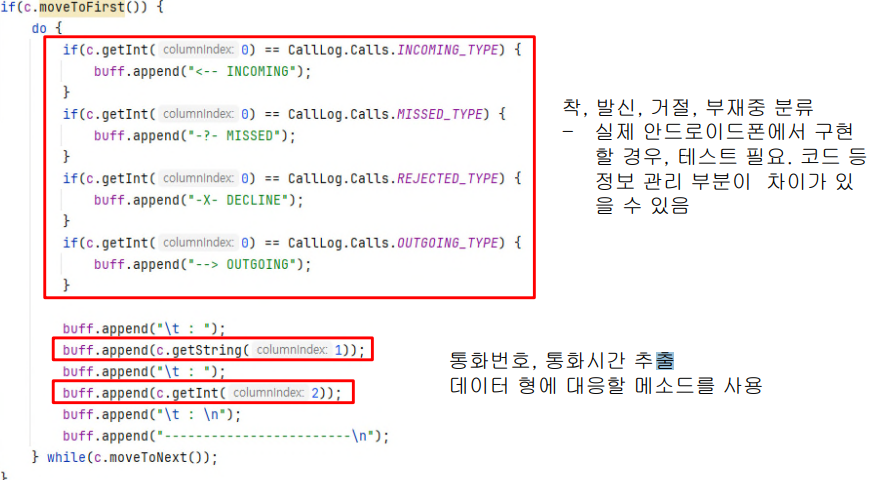 if(c.moveToFirst()) {
do {
if(c.getInt( columnIndex: 0) == CallLog.Calls.INCOMING_TYPE) {
buff.append("<-- INCOMING");
}
if(c.getInt( columnIndex: 0) == CallLog.Calls.MISSED_TYPE) {
buff.append("-?- MISSED");
}
if(c.getInt( columnIndex: 0) == CallLog.Calls.REJECTED_TYPE) {
buff.append("-X- DECLINE");
}
if(c.getInt( columnIndex: 0) == CallLog.Calls.OUTGOING_TYPE) {
buff.append("--> OUTGOING");
}
buff.append("\t : ");
buff.append(c.getString( columnIndex: 1));
buff.append("\t : ");
buff.append(c.getInt( columnIndex: 2));
buff.append("\t : \n");
buff.append("------------------------\n");
} while(c.moveToNext());
}
착, 발신, 거절, 부재중 분류
- 실제 안드로이드폰에서 구현
할 경우, 테스트 필요. 코드 등
정보 관리 부분이 차이가 있
을 수 있음
통화번호, 통화시간 추출
데이터 형에 대응할 메소드를 사용